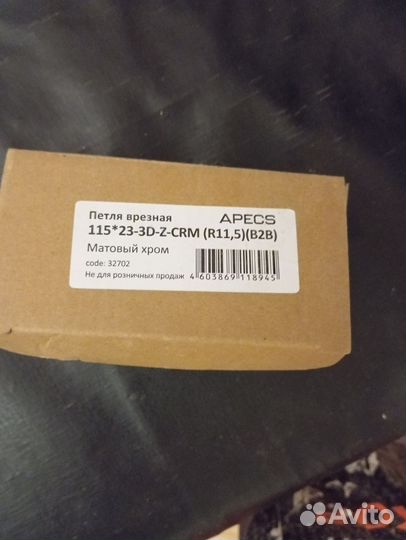 Петля врезная APECS
115*23-3D-Z-CRM (R11,5)(B2B)
Матовый хром
code: 32702
Не для розничных продаж 4 603869 118945
Avito